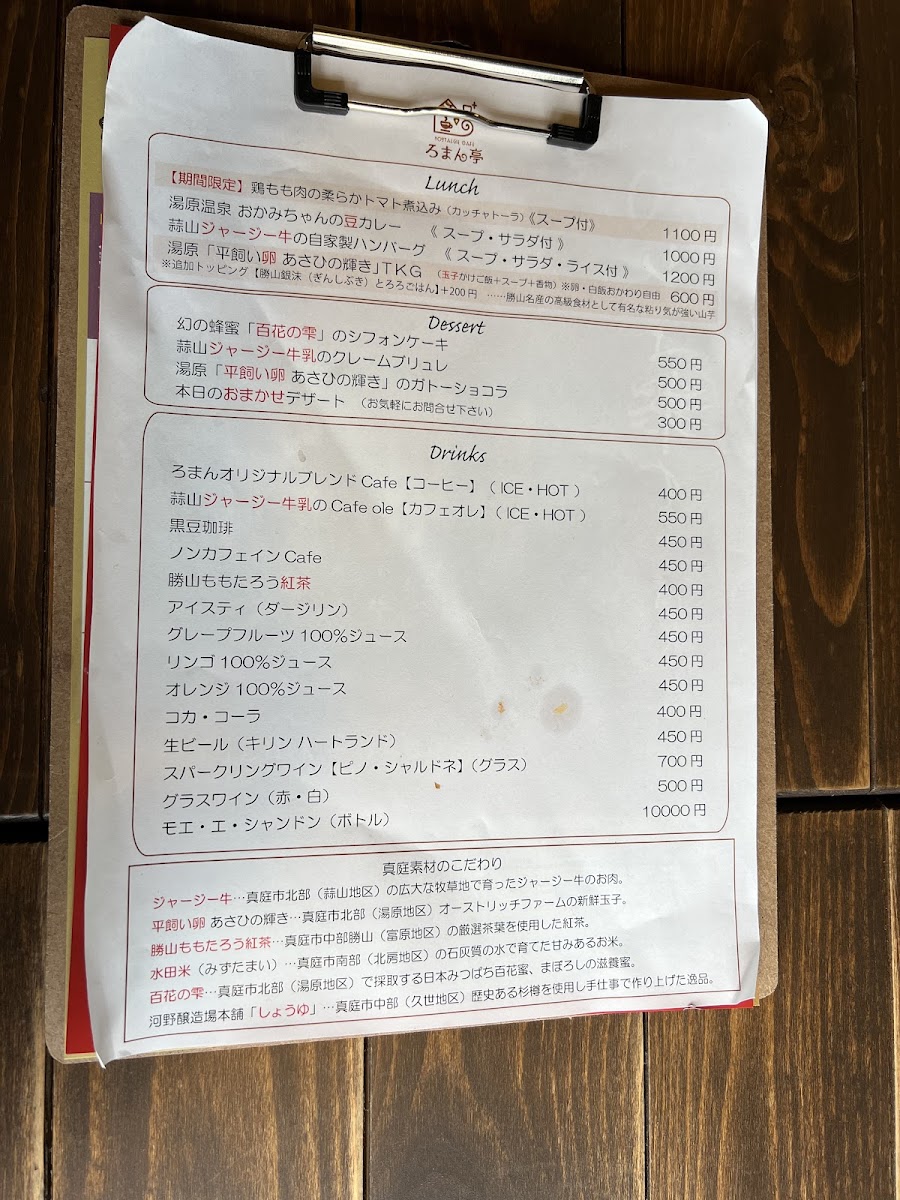 ろまん亭
Lunch
【期間限定】鶏もも肉の柔らかトマト煮込み（カッチャトーラ）《スープ付》 1100円
湯原温泉 おかみちゃんの豆カレー 《 スープ・サラダ付 》 1000円
蒜山ジャージー牛の自家製ハンバーグ 《 スープ・サラダ・ライス付 》 1200円
湯原「平飼い卵 あさひの輝き」TKG （玉子かけご飯+スープ+香物）※卵・白飯おかわり自由 600円
※追加トッピング【勝山銀沫（ぎんしぶき）とろろごはん】+200円 ……勝山名産の高級食材として有名な粘り気が強い山芋
Dessert
幻の蜂蜜「百花の雫」のシフォンケーキ 550円
蒜山ジャージー牛乳のクレームブリュレ 500円
湯原「平飼い卵 あさひの輝き」のガトーショコラ 500円
本日のおまかせデザート （お気軽にお問合せ下さい） 300円
Drinks
ろまんオリジナルブレンドCafe【コーヒー】（ ICE・HOT ） 400円
蒜山ジャージー牛乳のCafe ole【カフェオレ】（ ICE・HOT ） 550円
黒豆珈琲 450円
ノンカフェインCafe 450円
勝山ももたろう紅茶 400円
アイスティ（ダージリン） 450円
グレープフルーツ100%ジュース 450円
リンゴ100%ジュース 450円
オレンジ100%ジュース 450円
コカ・コーラ 400円
生ビール（キリン ハートランド） 450円
スパークリングワイン【ピノ・シャルドネ】（グラス） 700円
グラスワイン（赤・白） 500円
モエ・エ・シャンドン（ボトル） 10000円
真庭素材のこだわり
ジャージー牛…真庭市北部（蒜山地区）の広大な牧草地で育ったジャージー牛のお肉。
平飼い卵 あさひの輝き…真庭市北部（湯原地区）オーストリッチファームの新鮮玉子。
勝山ももたろう紅茶…真庭市中部勝山（富原地区）の厳選茶葉を使用した紅茶。
水田米（みずたまい）…真庭市南部（北房地区）の石灰質の水で育てた甘みあるお米。
百花の雫…真庭市北部（湯原地区）で採取する日本みつばち百花蜜、まぼろしの滋養蜜。
河野醸造場本舗「しょうゆ」…真庭市中部（久世地区）歴史ある杉樽を使用し手仕事で作り上げた逸品。